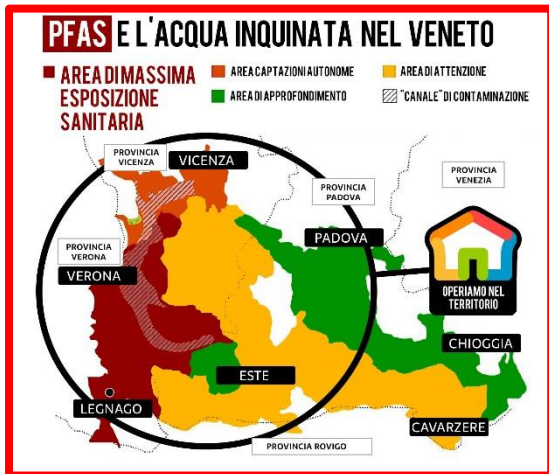 PFAS E L'ACQUA INQUINATA NEL VENETO
AREA DI MASSIMA
ESPOSIZIONE
SANITARIA
AREA CAPTAZIONI AUTONOME
AREA DI APPROFONDIMENTO
AREA DI ATTENZIONE
"CANALE" DI CONTAMINAZIONE
PROVINCIA
VICENZA
VICENZA
PROVINCIA
PADOVA
PROVINCIA
VENEZIA
PROVINCIA
VERONA
VERONA
PADOVA
OPERIAMO NEL
TERRITORIO
CHIOGGIA
ESTE
LEGNAGO
CAVARZERE
PROVINCIA ROVIGO